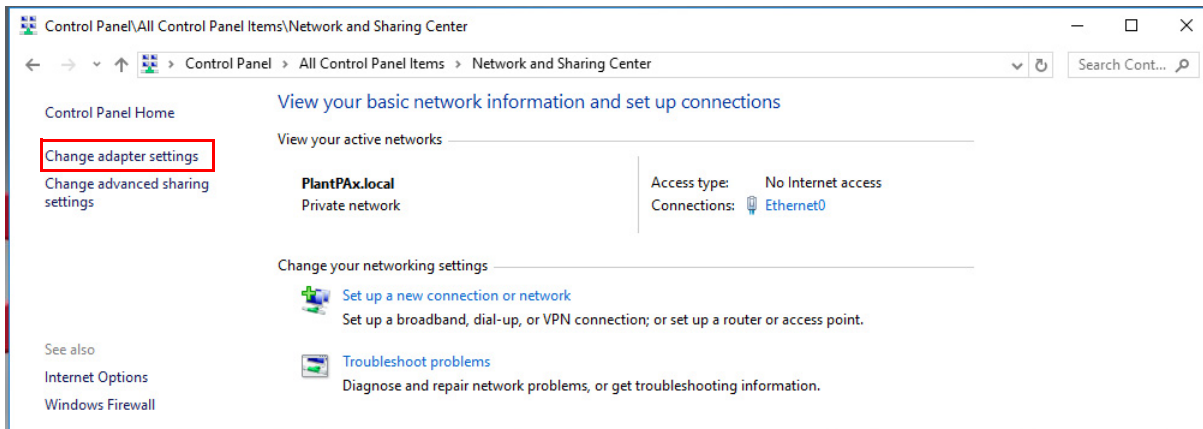 Control Panel\All Control Panel Items\Network and Sharing Center
Control Panel > All Control Panel Items > Network and Sharing Center
Search Cont...
Control Panel Home
Change adapter settings
Change advanced sharing
settings
See also
Internet Options
Windows Firewall
View your basic network information and set up connections
View your active networks
PlantPAx.local
Private network
Access type: No Internet access
Connections: Ethernet0
Change your networking settings
Set up a new connection or network
Set up a broadband, dial-up, or VPN connection; or set up a router or access point.
Troubleshoot problems
Diagnose and repair network problems, or get troubleshooting information.